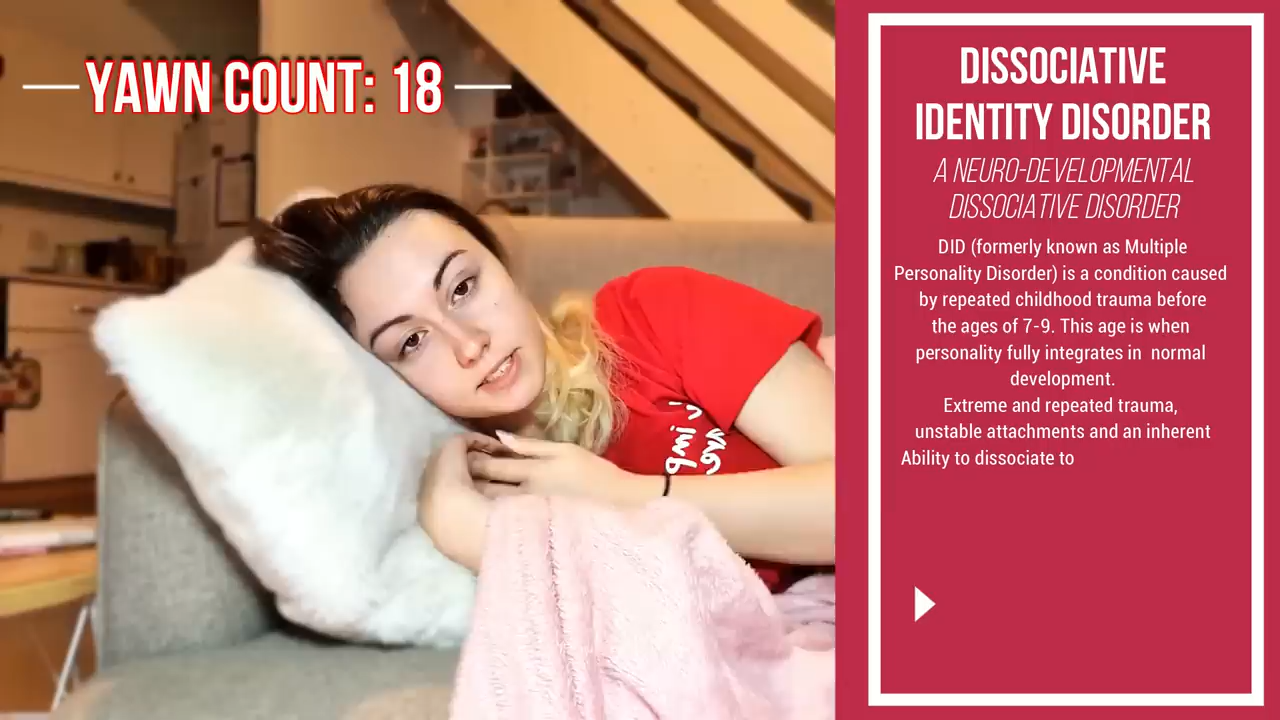 YAWN COUNT: 18
DISSOCIATIVE
IDENTITY DISORDER
A NEURO-DEVELOPMENTAL
DISSOCIATIVE DISORDER
DID (formerly known as Multiple
Personality Disorder) is a condition caused
by repeated childhood trauma before
the ages of 7-9. This age is when
personality fully integrates in normal
development.
Extreme and repeated trauma,
unstable attachments and an inherent
Ability to dissociate to